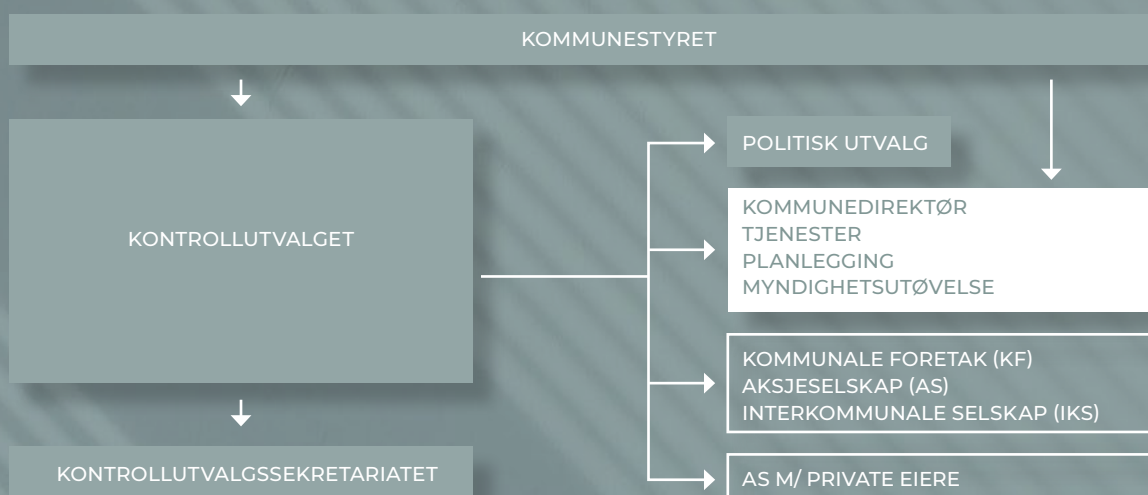 KOMMUNESTYRET
KONTROLLUTVALGET
KONTROLLUTVALGSSEKRETARIATET
POLITISK UTVALG
KOMMUNEDIREKTØR
TJENESTER
PLANLEGGING
MYNDIGHETSUTØVELSE
KOMMUNALE FORETAK (KF)
AKSJESELSKAP (AS)
INTERKOMMUNALE SELSKAP (IKS)
AS M/ PRIVATE EIERE